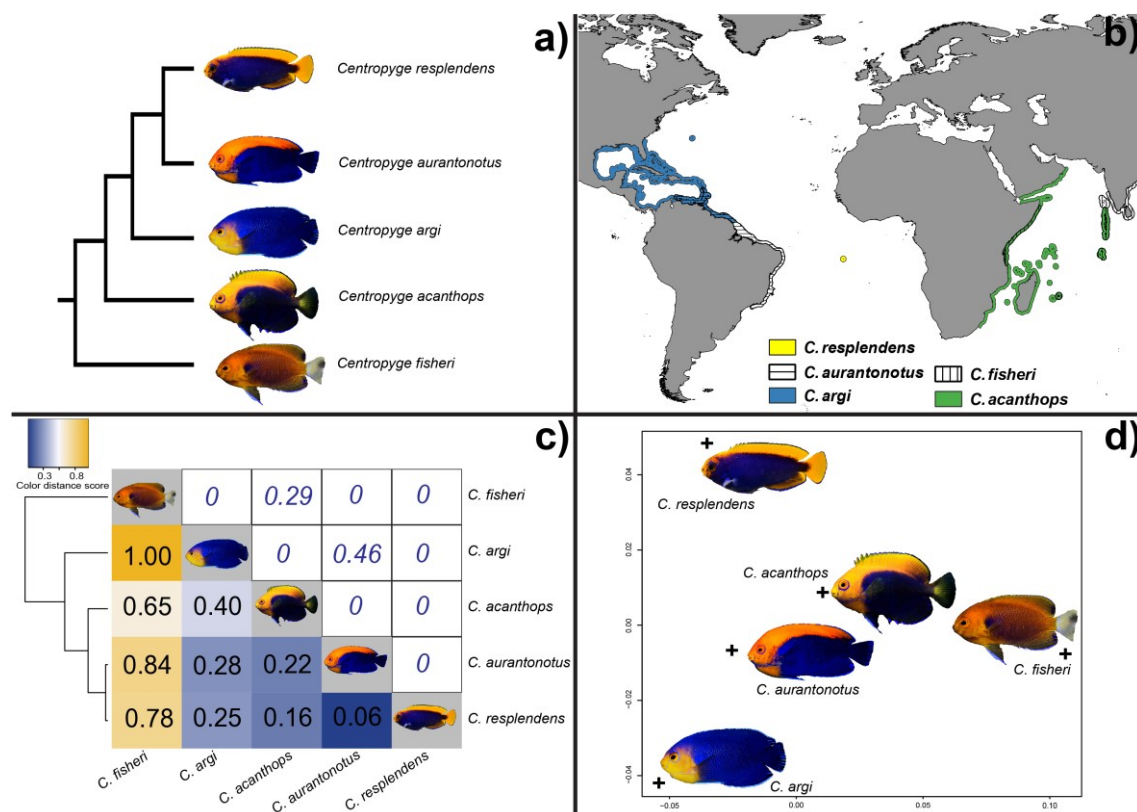 a)
Centropyge resplendens
Centropyge aurantonotus
Centropyge argi
Centropyge acanthops
Centropyge fisheri
b)
C. resplendens
C. aurantonotus
C. fisheri
C. argi
C. acanthops
c)
0.3 0.8
Color distance score
0 0.29 0 0 C. fisheri
1.00 0 0.46 0 C. argi
0.65 0.40 0 0 C. acanthops
0.84 0.28 0.22 0 C. aurantonotus
0.78 0.25 0.16 0.06 C. resplendens
C. fisheri
C. argi
C. acanthops
C. aurantonotus
C. resplendens
d)
0.04
0.02
0.00
−0.02
−0.04
C. resplendens
C. acanthops
C. fisheri
C. aurantonotus
C. argi
−0.05 0.00 0.05 0.10